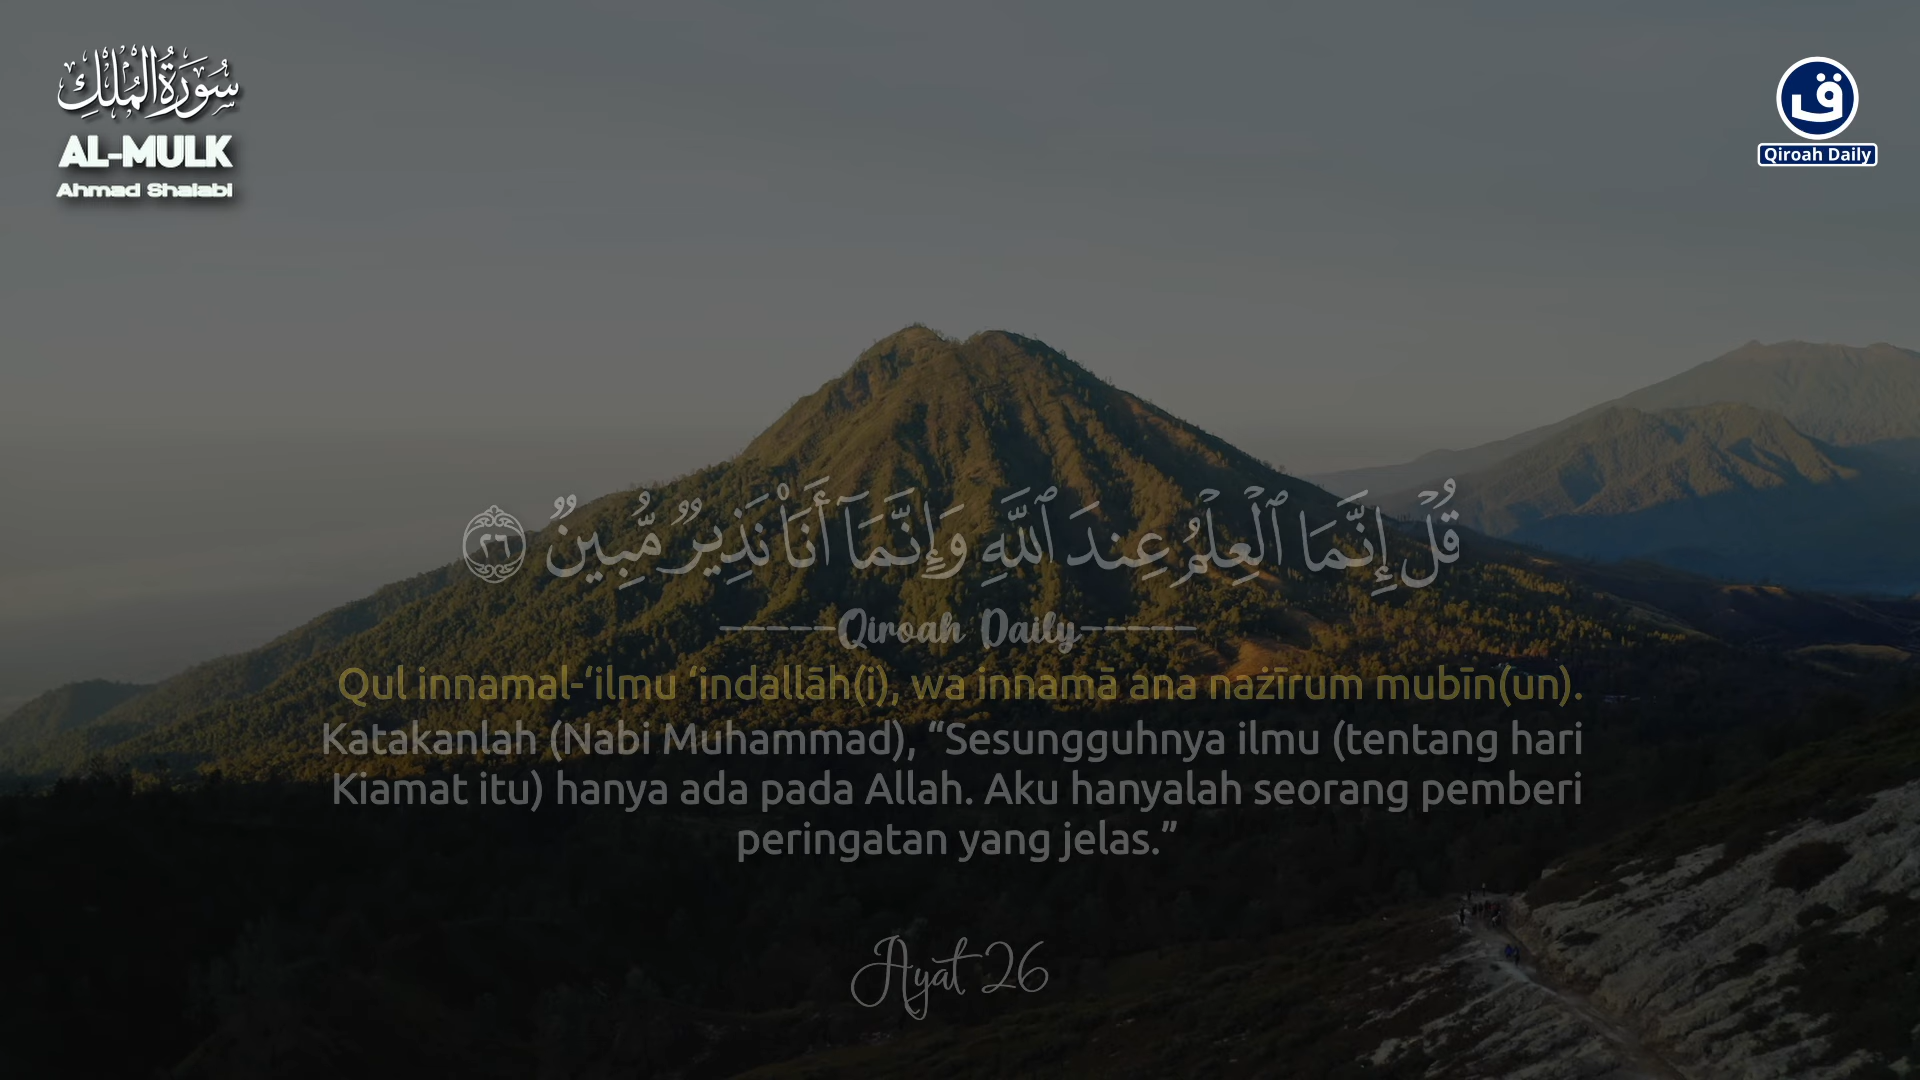 سُورَةُ الْمُلْكِ
AL-MULK
Ahmad Shalabi
ق
Qiroah Daily
قُلْ إِنَّمَا ٱلْعِلْمُ عِندَ ٱللَّهِ وَإِنَّمَآ أَنَا۠ نَذِيرٌ مُّبِينٌ ٢٦
-----Qiroah Daily-----
Qul innamal-‘ilmu ‘indallāh(i), wa innamā ana nażīrum mubīn(un).
Katakanlah (Nabi Muhammad), “Sesungguhnya ilmu (tentang hari
Kiamat itu) hanya ada pada Allah. Aku hanyalah seorang pemberi
peringatan yang jelas.”
Ayat 26